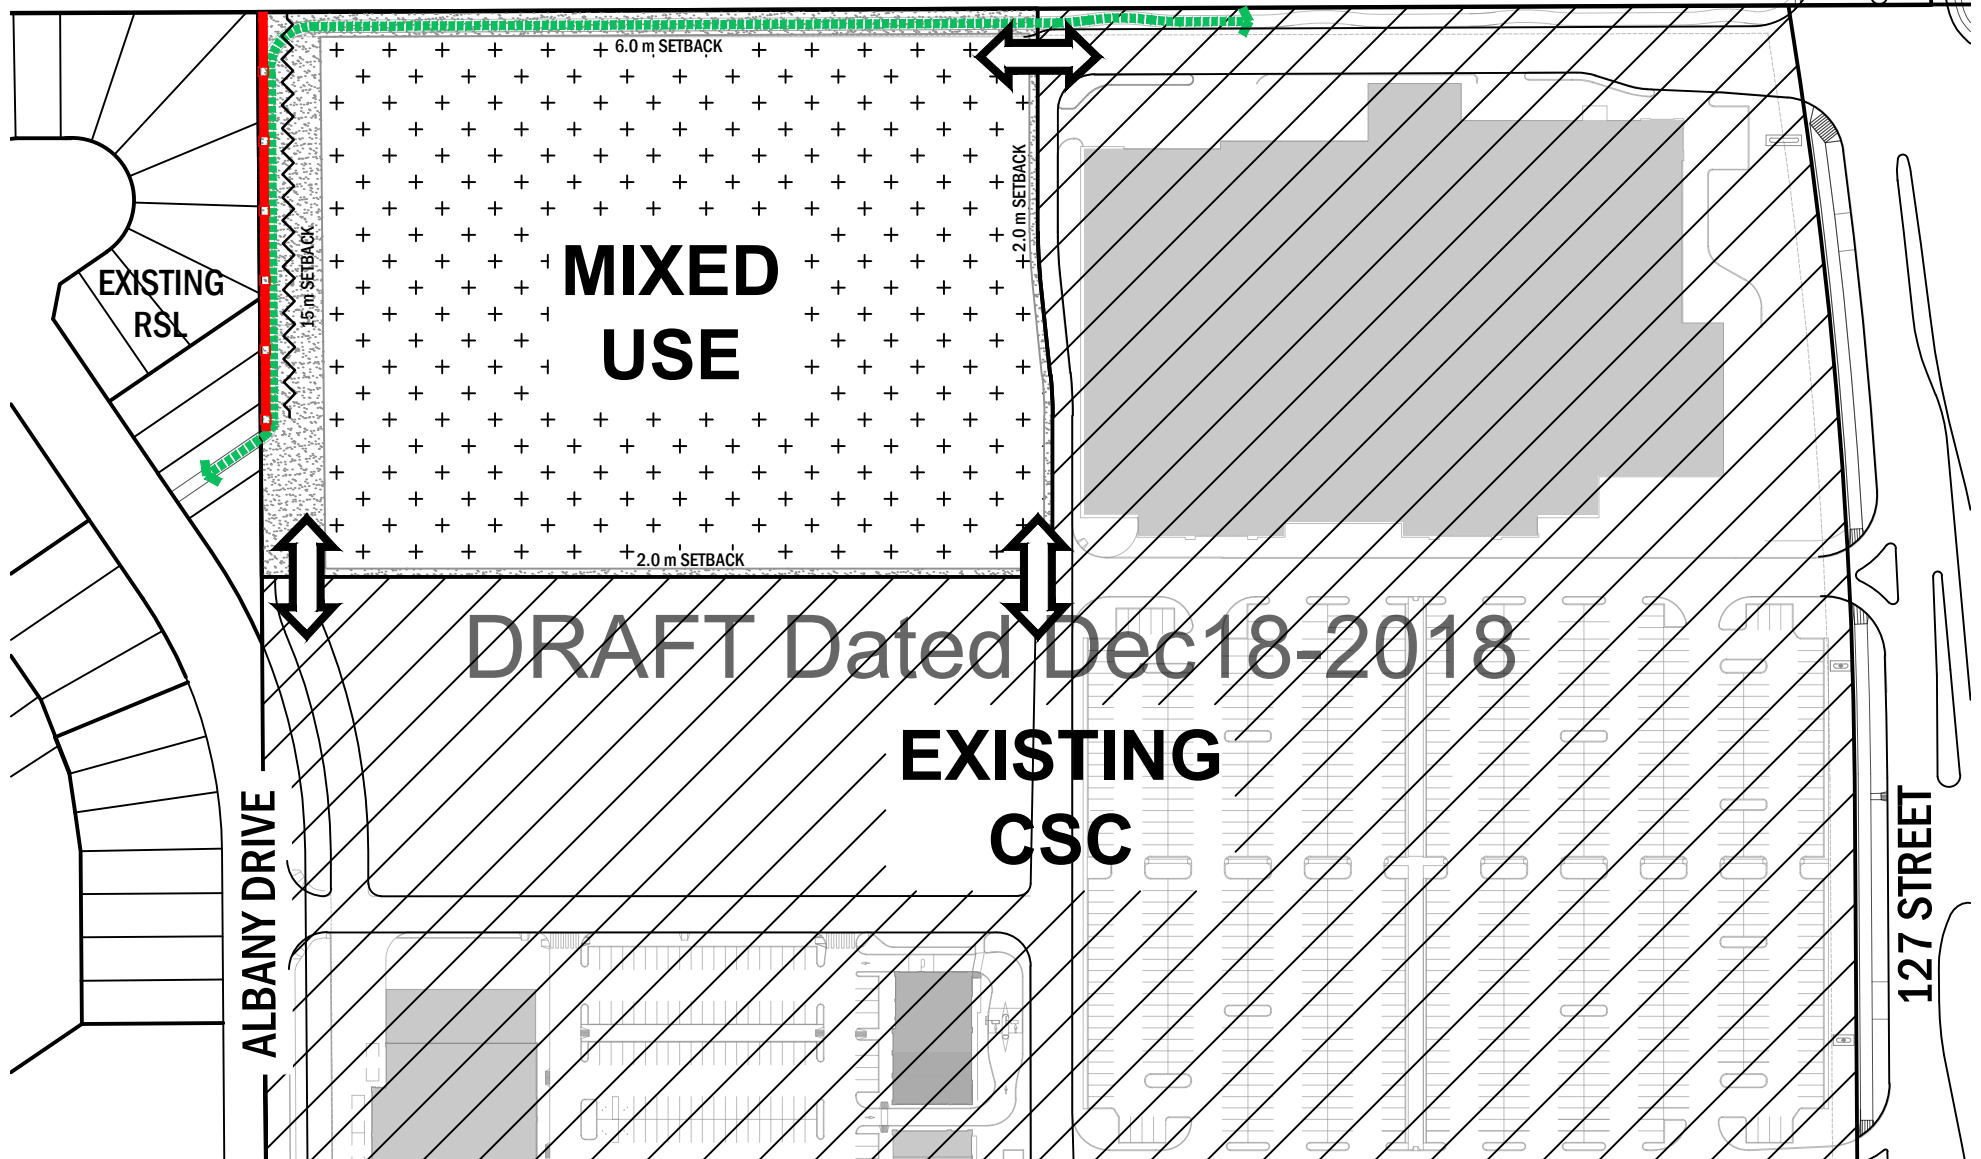 6.0 m SETBACK
2.0 m SETBACK
15 m SETBACK
MIXED
USE
EXISTING
RSL
2.0 m SETBACK
DRAFT Dated Dec18-2018
EXISTING
CSC
ALBANY DRIVE
127 STREET